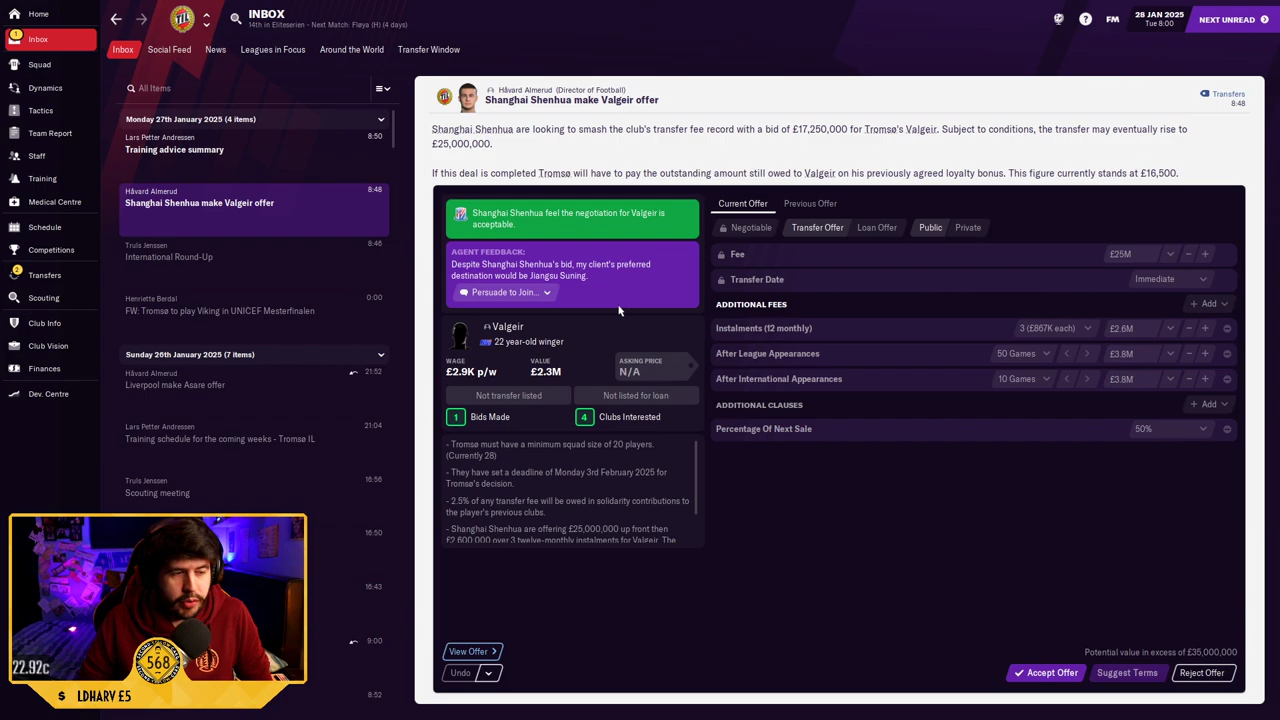 Home
Inbox
1
Squad
Dynamics
Tactics
Team Report
Staff
Training
Medical Centre
Schedule
Competitions
2
Transfers
Scouting
Club Info
Club Vision
Finances
Dev. Centre
TIL
INBOX
14th in Eliteserien - Next Match: Fløya (H) (4 days)
?
FM
28 JAN 2025
Tue 8:00
NEXT UNREAD
Inbox
Social Feed
News
Leagues in Focus
Around the World
Transfer Window
All Items
Monday 27th January 2025 (4 items)
Lars Petter Andressen
8:50
Training advice summary
Håvard Almerud
8:48
Shanghai Shenhua make Valgeir offer
Truls Jenssen
8:46
International Round-Up
Henriette Berdal
0:00
FW: Tromsø to play Viking in UNICEF Mesterfinalen
Sunday 26th January 2025 (7 items)
Håvard Almerud
21:52
Liverpool make Asare offer
Lars Petter Andressen
21:04
Training schedule for the coming weeks - Tromsø IL
Truls Jenssen
16:56
Scouting meeting
16:50
16:43
9:00
8:52
Håvard Almerud (Director of Football)
Shanghai Shenhua make Valgeir offer
Transfers
8:48
Shanghai Shenhua are looking to smash the club's transfer fee record with a bid of £17,250,000 for Tromsø's Valgeir. Subject to conditions, the transfer may eventually rise to
£25,000,000.
If this deal is completed Tromsø will have to pay the outstanding amount still owed to Valgeir on his previously agreed loyalty bonus. This figure currently stands at £16,500.
Shanghai Shenhua feel the negotiation for Valgeir is
acceptable.
AGENT FEEDBACK:
Despite Shanghai Shenhua's bid, my client's preferred
destination would be Jiangsu Suning.
Persuade to Join...
Valgeir
22 year-old winger
WAGE
£2.9K p/w
VALUE
£2.3M
ASKING PRICE
N/A
Not transfer listed
Not listed for loan
1 Bids Made
4 Clubs Interested
- Tromsø must have a minimum squad size of 20 players.
(Currently 28)
- They have set a deadline of Monday 3rd February 2025 for
Tromsø's decision.
- 2.5% of any transfer fee will be owed in solidarity contributions to
the player's previous clubs.
- Shanghai Shenhua are offering £25,000,000 up front then
£2,600,000 over 3 twelve-monthly instalments for Valgeir. The
View Offer
Undo
Current Offer
Previous Offer
Negotiable
Transfer Offer
Loan Offer
Public
Private
Fee
£25M
Transfer Date
Immediate
ADDITIONAL FEES
Add
Instalments (12 monthly)
3 (£867K each)
£2.6M
After League Appearances
50 Games
£3.8M
After International Appearances
10 Games
£3.8M
ADDITIONAL CLAUSES
Add
Percentage Of Next Sale
50%
Potential value in excess of £35,000,000
Accept Offer
Suggest Terms
Reject Offer
22.92c
568
$ LDHARY £5